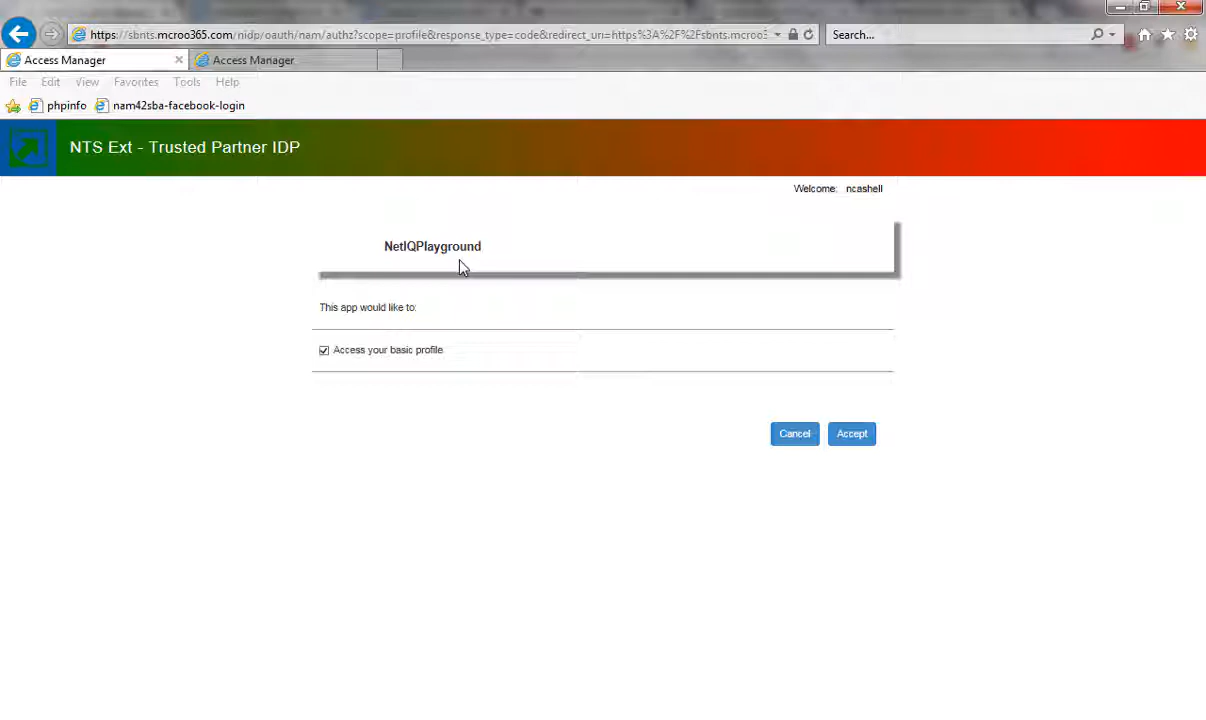 https://sbnts.mcroo365.com/nidp/oauth/nam/authz?scope=profile&response_type=code&redirect_uri=https%3A%2F%2Fsbnts.mcroo3 Search...
Access Manager Access Manager
File Edit View Favorites Tools Help
phpinfo nam42sba-facebook-login
NTS Ext - Trusted Partner IDP
Welcome: ncashell
NetIQPlayground
This app would like to:
Access your basic profile
Cancel Accept